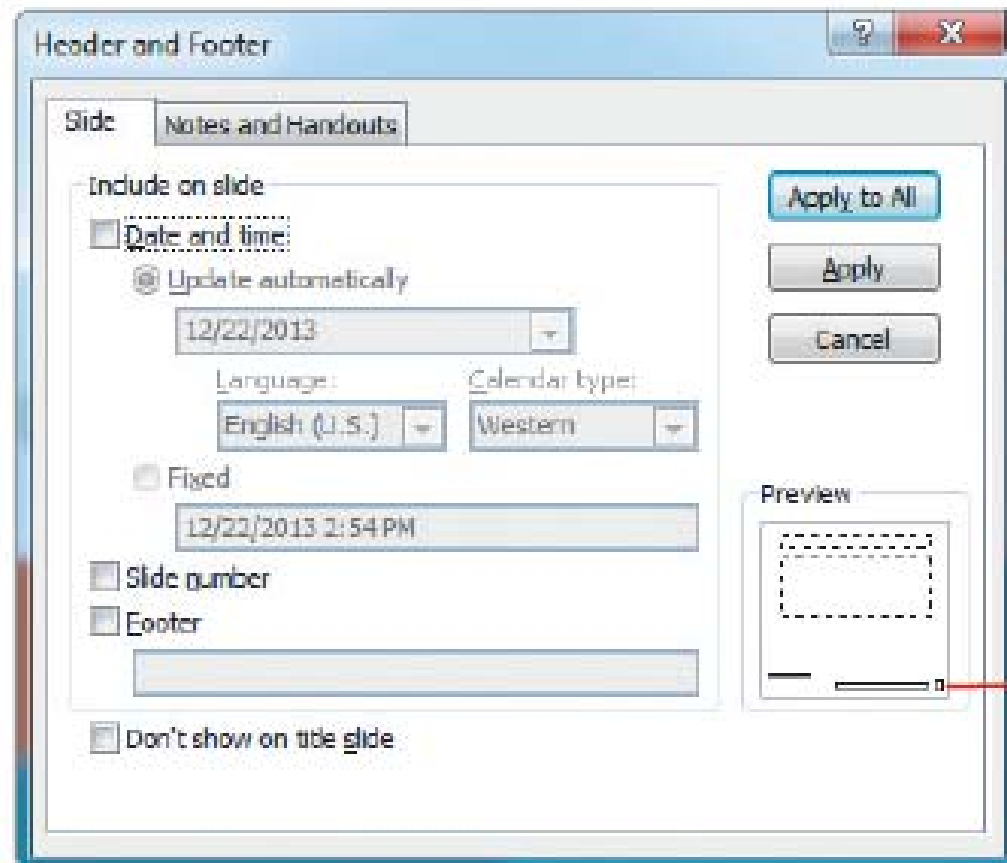 Header and Footer
Slide
Notes and Handouts
Include on slide
Date and time
Update automatically
12/22/2013
Language:
Calendar type:
English (U.S.)
Western
Fixed
12/22/2013 2:54 PM
Slide number
Footer
Don't show on title slide
Apply to All
Apply
Cancel
Preview